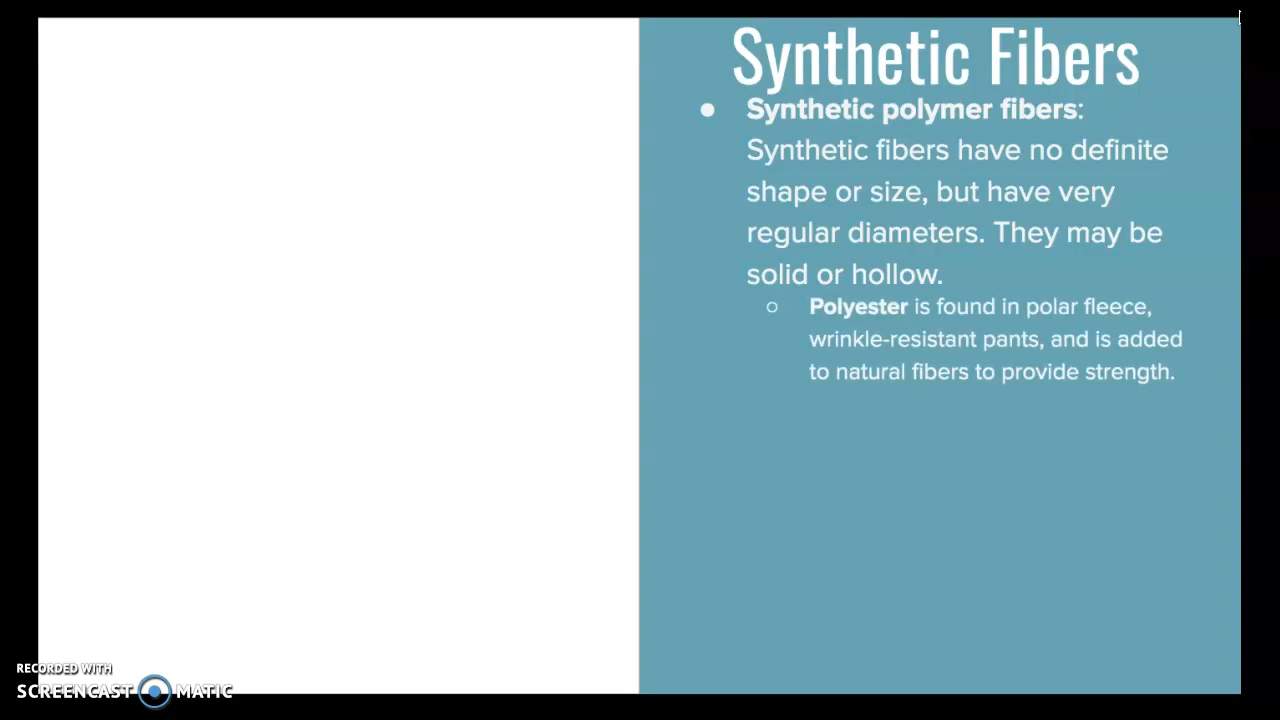 Synthetic Fibers
● Synthetic polymer fibers:
Synthetic fibers have no definite
shape or size, but have very
regular diameters. They may be
solid or hollow.
○ Polyester is found in polar fleece,
wrinkle-resistant pants, and is added
to natural fibers to provide strength.
RECORDED WITH
SCREENCAST MATIC